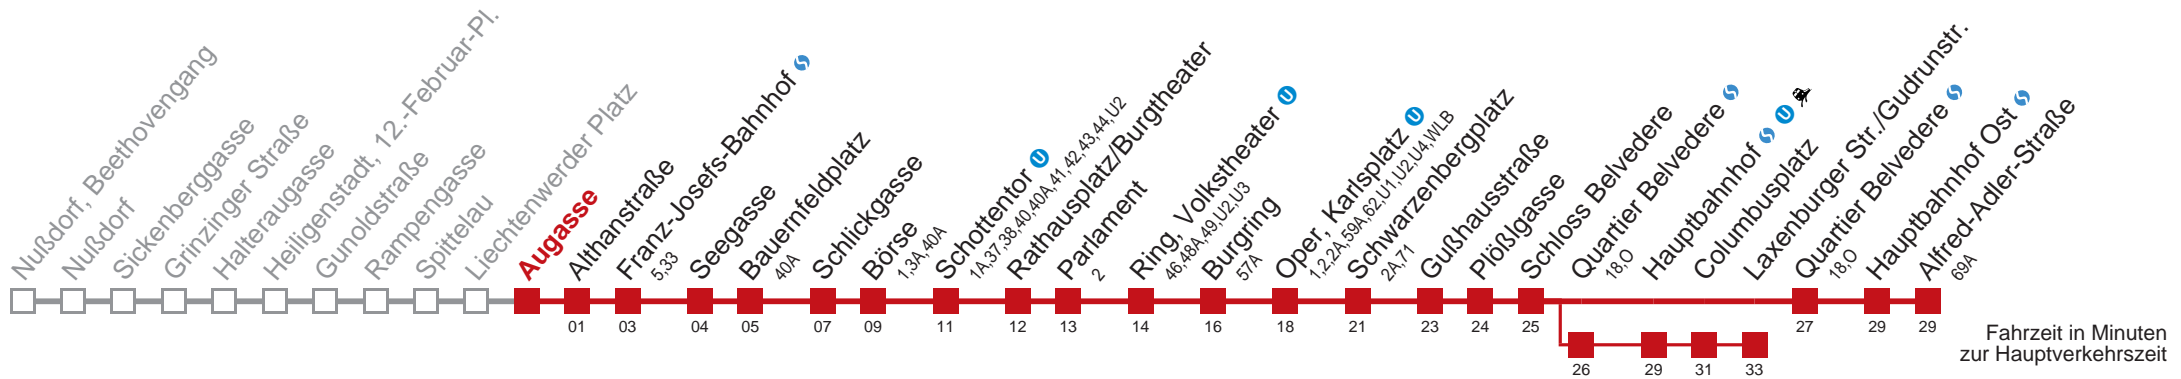 Nußdorf, Beethovengang
Nußdorf
Sickenberggasse
Grinzinger Straße
Halteraugasse
Heiligenstadt, 12.-Februar-Pl.
Gunoldstraße
Rampengasse
Spittelau
Liechtenwerder Platz
Augasse
Althanstraße
01
Franz-Josefs-Bahnhof
5,33
03
Seegasse
04
Bauernfeldplatz
40A
05
Schlickgasse
07
Börse
1,3A,40A
09
Schottentor U
1A,37,38,40,40A,41,42,43,44,U2
11
Rathausplatz/Burgtheater
12
Parlament
2
13
Ring, Volkstheater U
46,48A,49,U2,U3
14
Burgring
57A
16
Oper, Karlsplatz U
1,2,2A,59A,62,U1,U2,U4,WLB
18
Schwarzenbergplatz
2A,71
21
Gußhausstraße
23
Plößlgasse
24
Schloss Belvedere
25
Quartier Belvedere
18,O
26
Hauptbahnhof U
29
Columbusplatz
31
Laxenburger Str./Gudrunstr.
33
Quartier Belvedere
18,O
27
Hauptbahnhof Ost
29
Alfred-Adler-Straße
69A
29
Fahrzeit in Minuten
zur Hauptverkehrszeit